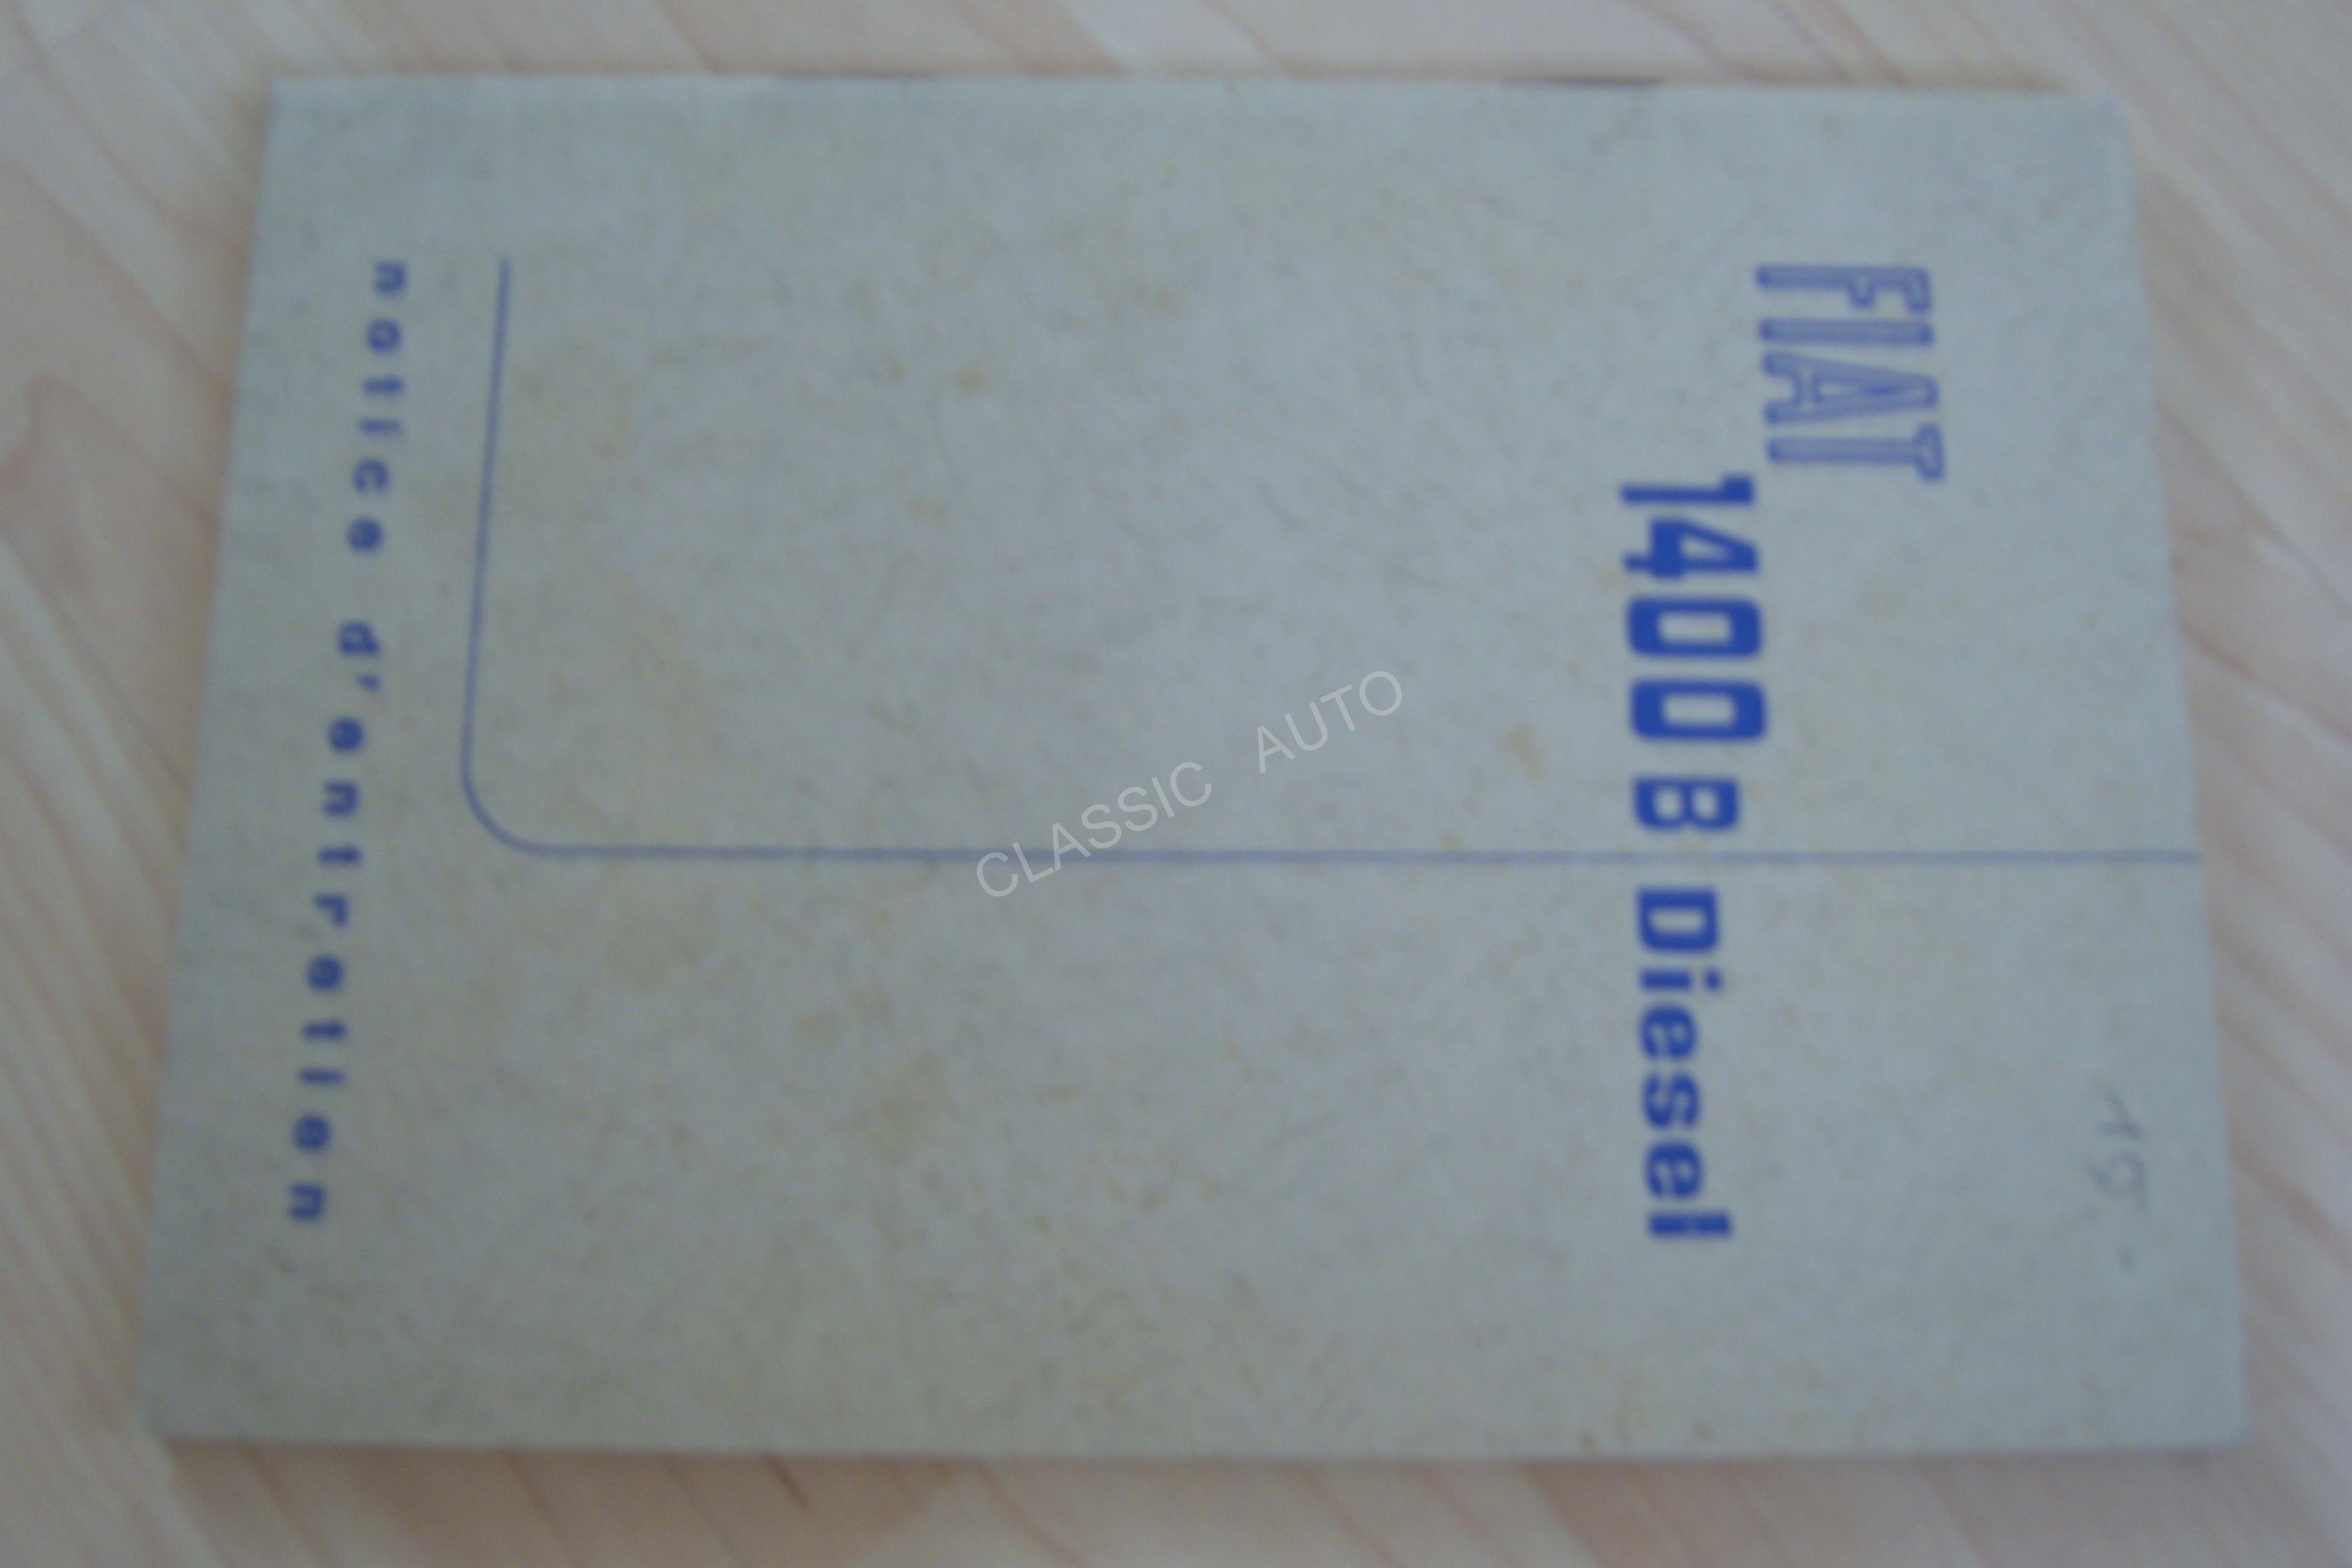 FIAT
1400 B Diesel
notice d'entretien
CLASSIC AUTO